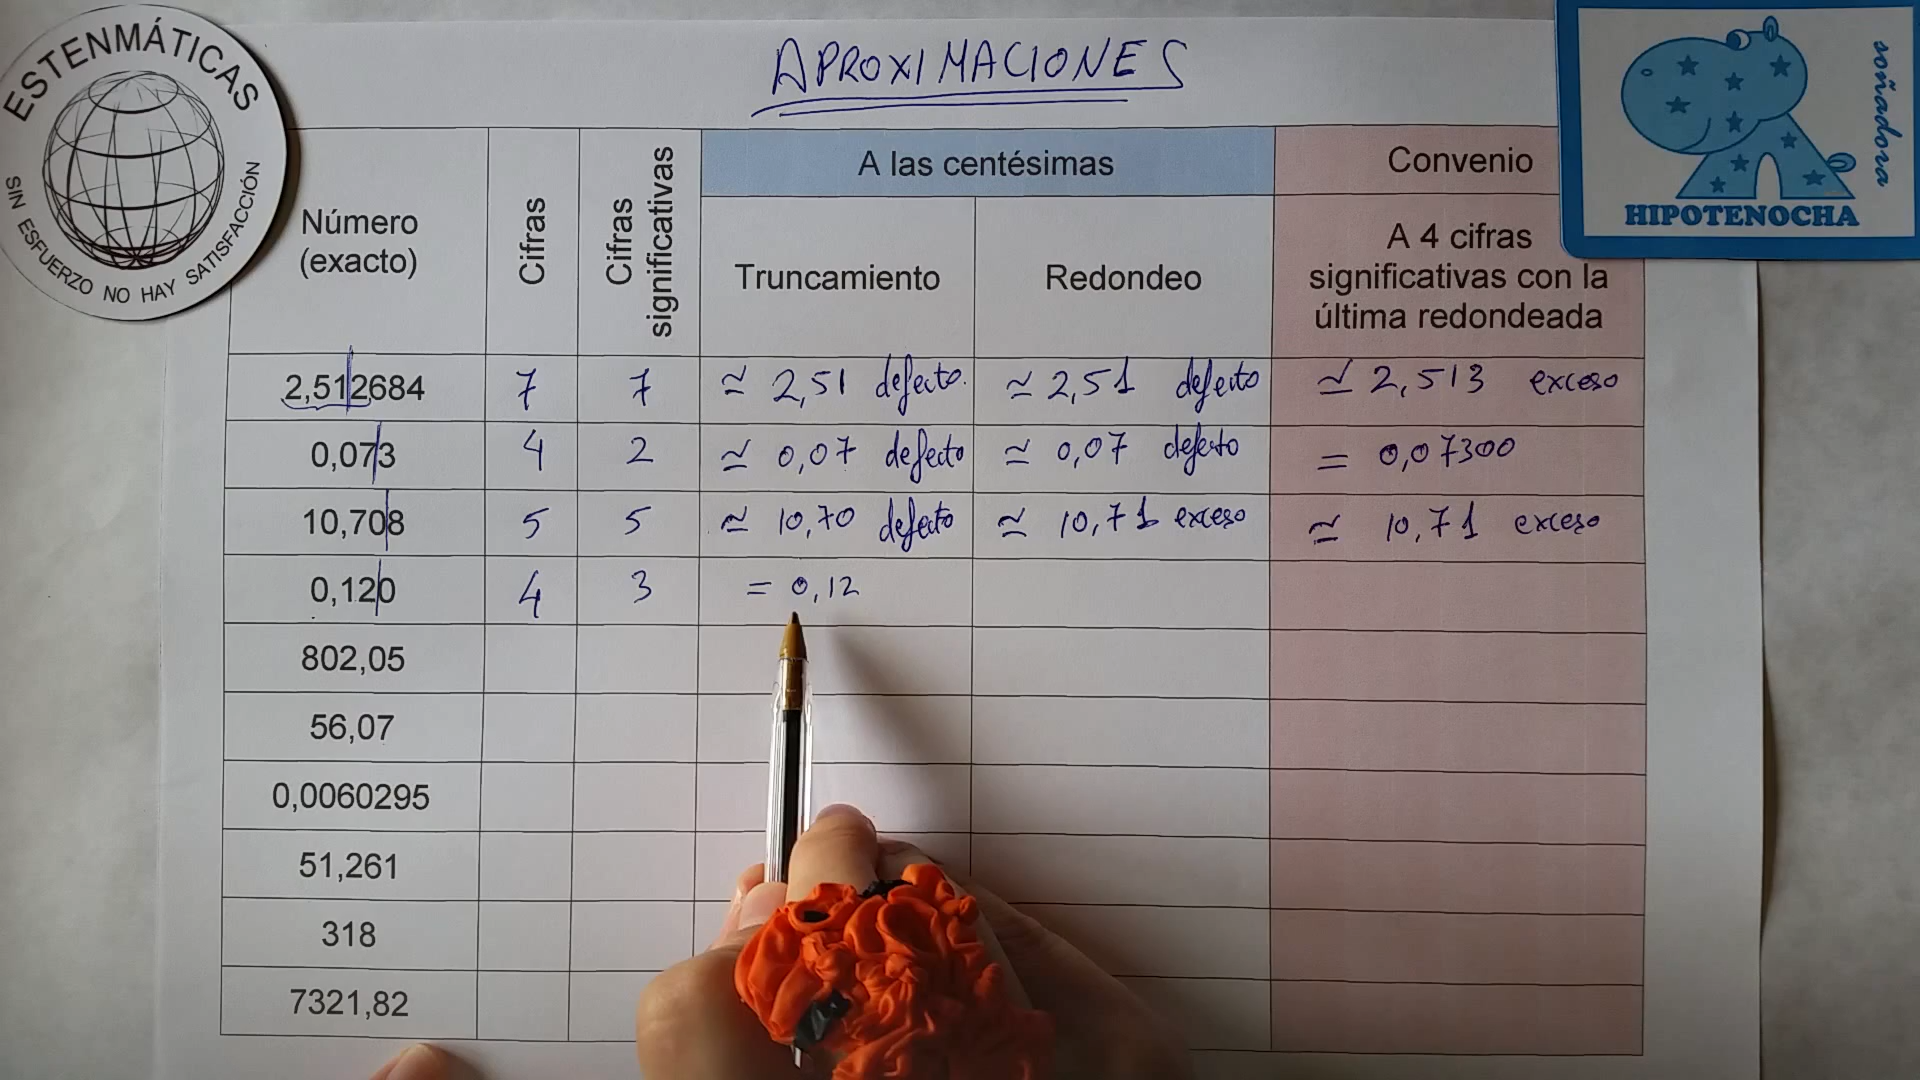 ESTENMÁTICAS
SIN ESFUERZO NO HAY SATISFACCIÓN
APROXIMACIONES
soñadora
HIPOTENOCHA
Número
(exacto)
Cifras
Cifras
significativas
A las centésimas
Truncamiento
Redondeo
Convenio
A 4 cifras
significativas con la
última redondeada
2,512684 7 7 ≃ 2,51 defecto. ≃ 2,51 defecto ≃ 2,513 exceso
0,073 4 2 ≃ 0,07 defecto ≃ 0,07 defecto = 0,07300
10,708 5 5 ≃ 10,70 defecto ≃ 10,71 exceso ≃ 10,71 exceso
0,120 4 3 = 0,12
802,05
56,07
0,0060295
51,261
318
7321,82